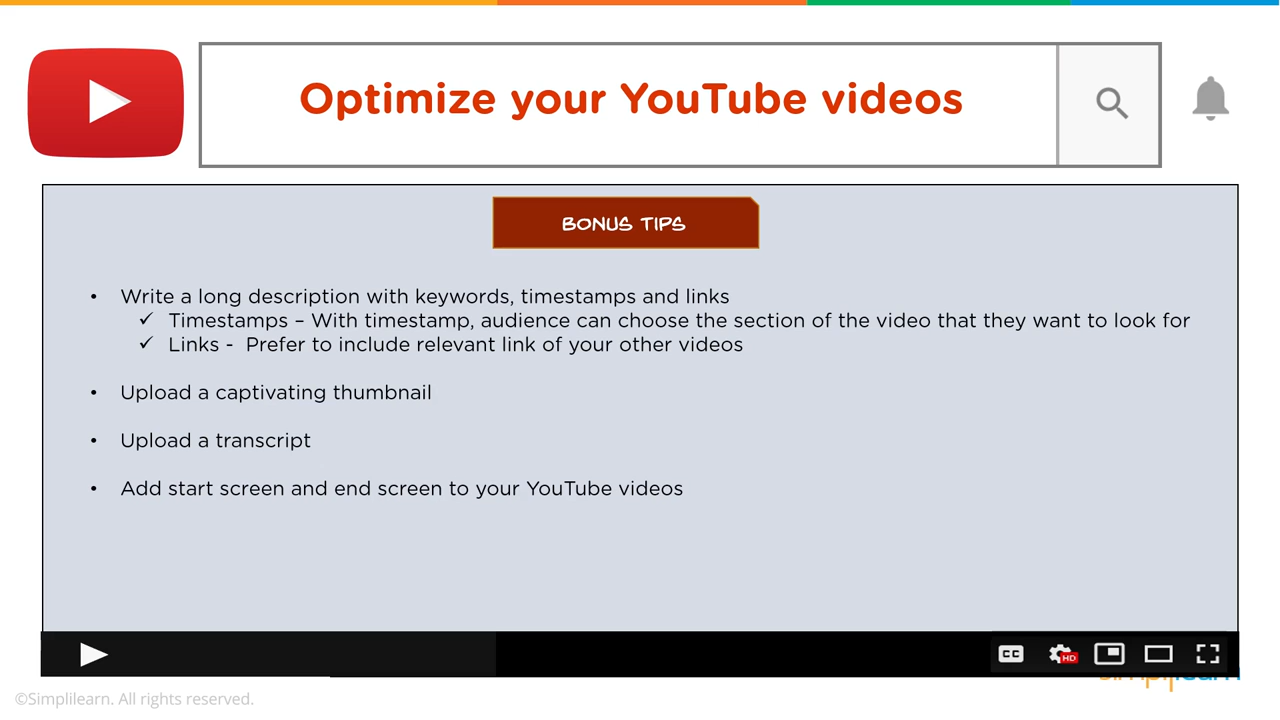 Optimize your YouTube videos
BONUS TIPS
• Write a long description with keywords, timestamps and links
✓ Timestamps – With timestamp, audience can choose the section of the video that they want to look for
✓ Links - Prefer to include relevant link of your other videos
• Upload a captivating thumbnail
• Upload a transcript
• Add start screen and end screen to your YouTube videos
CC HD
simplilearn
©Simplilearn. All rights reserved.